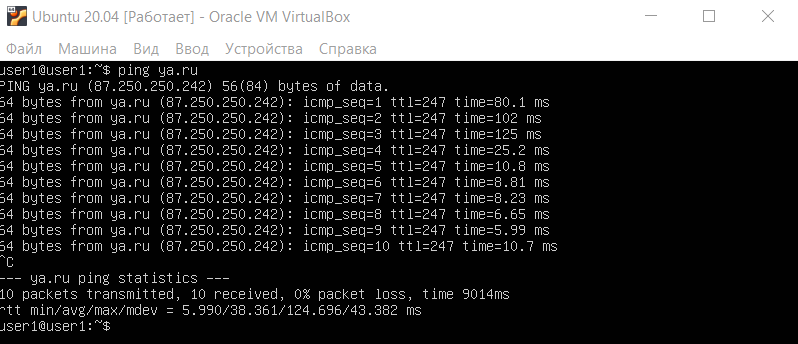 Ubuntu 20.04 [Работает] - Oracle VM VirtualBox
Файл Машина Вид Ввод Устройства Справка
user1@user1:~$ ping ya.ru
PING ya.ru (87.250.250.242) 56(84) bytes of data.
64 bytes from ya.ru (87.250.250.242): icmp_seq=1 ttl=247 time=80.1 ms
64 bytes from ya.ru (87.250.250.242): icmp_seq=2 ttl=247 time=102 ms
64 bytes from ya.ru (87.250.250.242): icmp_seq=3 ttl=247 time=125 ms
64 bytes from ya.ru (87.250.250.242): icmp_seq=4 ttl=247 time=25.2 ms
64 bytes from ya.ru (87.250.250.242): icmp_seq=5 ttl=247 time=10.8 ms
64 bytes from ya.ru (87.250.250.242): icmp_seq=6 ttl=247 time=8.81 ms
64 bytes from ya.ru (87.250.250.242): icmp_seq=7 ttl=247 time=8.23 ms
64 bytes from ya.ru (87.250.250.242): icmp_seq=8 ttl=247 time=6.65 ms
64 bytes from ya.ru (87.250.250.242): icmp_seq=9 ttl=247 time=5.99 ms
64 bytes from ya.ru (87.250.250.242): icmp_seq=10 ttl=247 time=10.7 ms
^C
--- ya.ru ping statistics ---
10 packets transmitted, 10 received, 0% packet loss, time 9014ms
rtt min/avg/max/mdev = 5.990/38.361/124.696/43.382 ms
user1@user1:~$